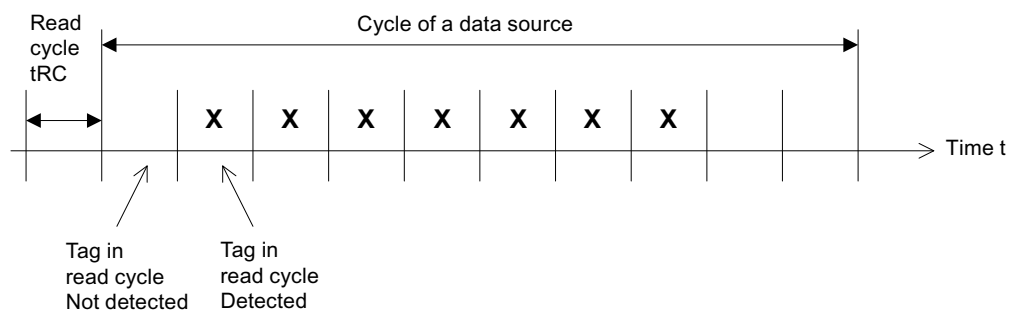 Read
cycle
tRC
Cycle of a data source
X X X X X X X
Time t
Tag in
read cycle
Not detected
Tag in
read cycle
Detected